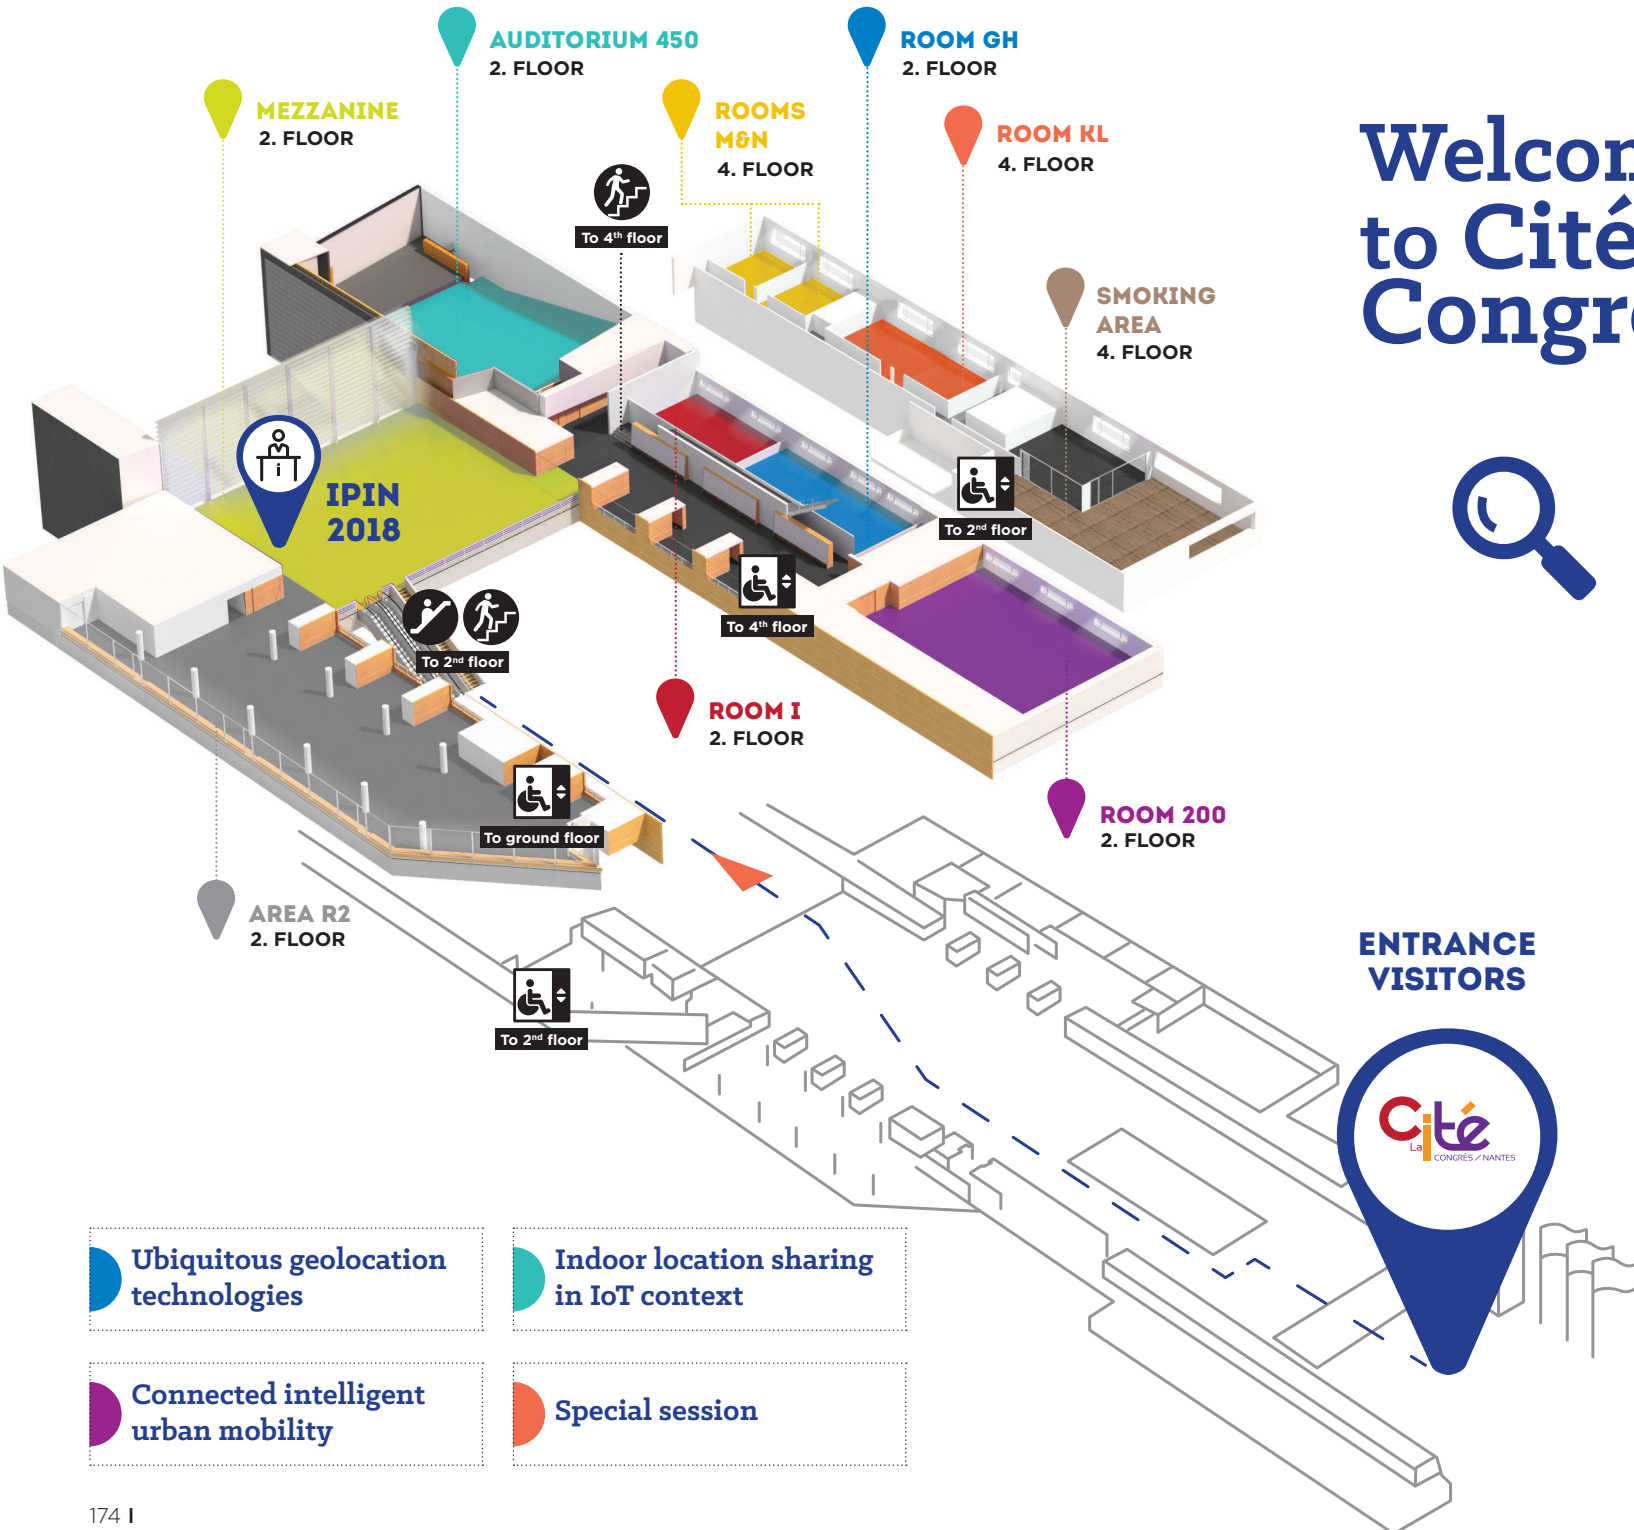 AUDITORIUM 450
2. FLOOR
ROOM GH
2. FLOOR
MEZZANINE
2. FLOOR
ROOMS
M&N
4. FLOOR
ROOM KL
4. FLOOR
Welcom
to Cité
Congre
To 4th floor
SMOKING
AREA
4. FLOOR
IPIN
2018
To 2nd floor
To 4th floor
To 2nd floor
ROOM I
2. FLOOR
ROOM 200
2. FLOOR
To ground floor
AREA R2
2. FLOOR
To 2nd floor
ENTRANCE
VISITORS
La Cité
CONGRÈS / NANTES
Ubiquitous geolocation
technologies
Indoor location sharing
in IoT context
Connected intelligent
urban mobility
Special session
174 I